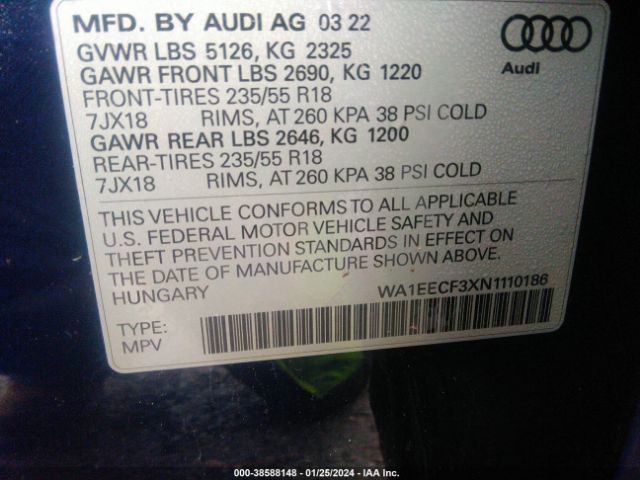 MFD. BY AUDI AG 03 22
GVWR LBS 5126, KG 2325
GAWR FRONT LBS 2690, KG 1220
FRONT-TIRES 235/55 R18
7JX18 RIMS, AT 260 KPA 38 PSI COLD
GAWR REAR LBS 2646, KG 1200
REAR-TIRES 235/55 R18
7JX18 RIMS, AT 260 KPA 38 PSI COLD
Audi
THIS VEHICLE CONFORMS TO ALL APPLICABLE
U.S. FEDERAL MOTOR VEHICLE SAFETY AND
THEFT PREVENTION STANDARDS IN EFFECT ON
THE DATE OF MANUFACTURE SHOWN ABOVE.
HUNGARY
WA1EECF3XN1110186
TYPE:
MPV
000-38588148 - 01/25/2024 - IAA Inc.